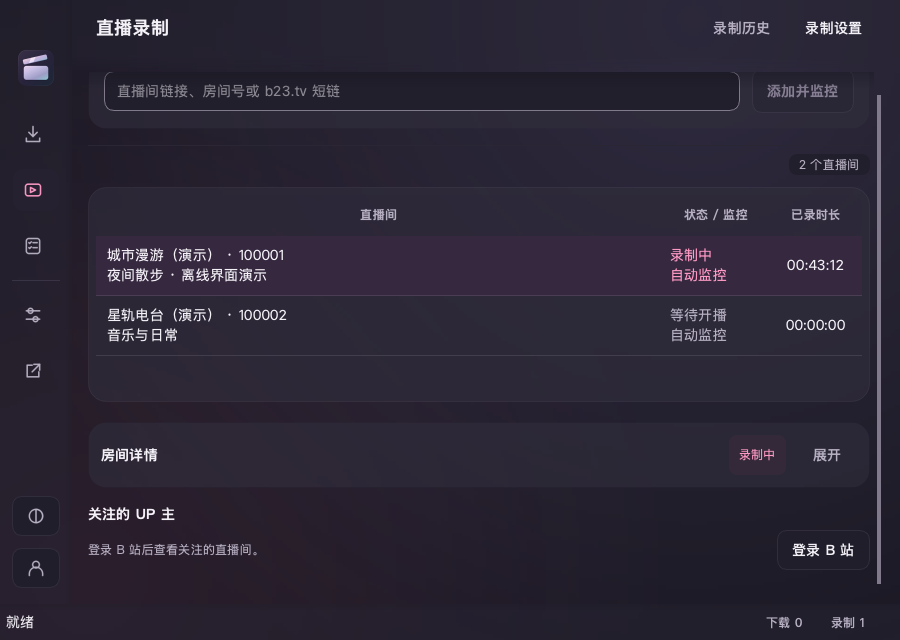 直播录制
录制历史
录制设置
直播间链接、房间号或 b23.tv 短链
添加并监控
2 个直播间
直播间
状态 / 监控
已录时长
城市漫游（演示） · 100001
夜间散步 · 离线界面演示
录制中
自动监控
00:43:12
星轨电台（演示） · 100002
音乐与日常
等待开播
自动监控
00:00:00
房间详情
录制中
展开
关注的 UP 主
登录 B 站后查看关注的直播间。
登录 B 站
就绪
下载 0
录制 1